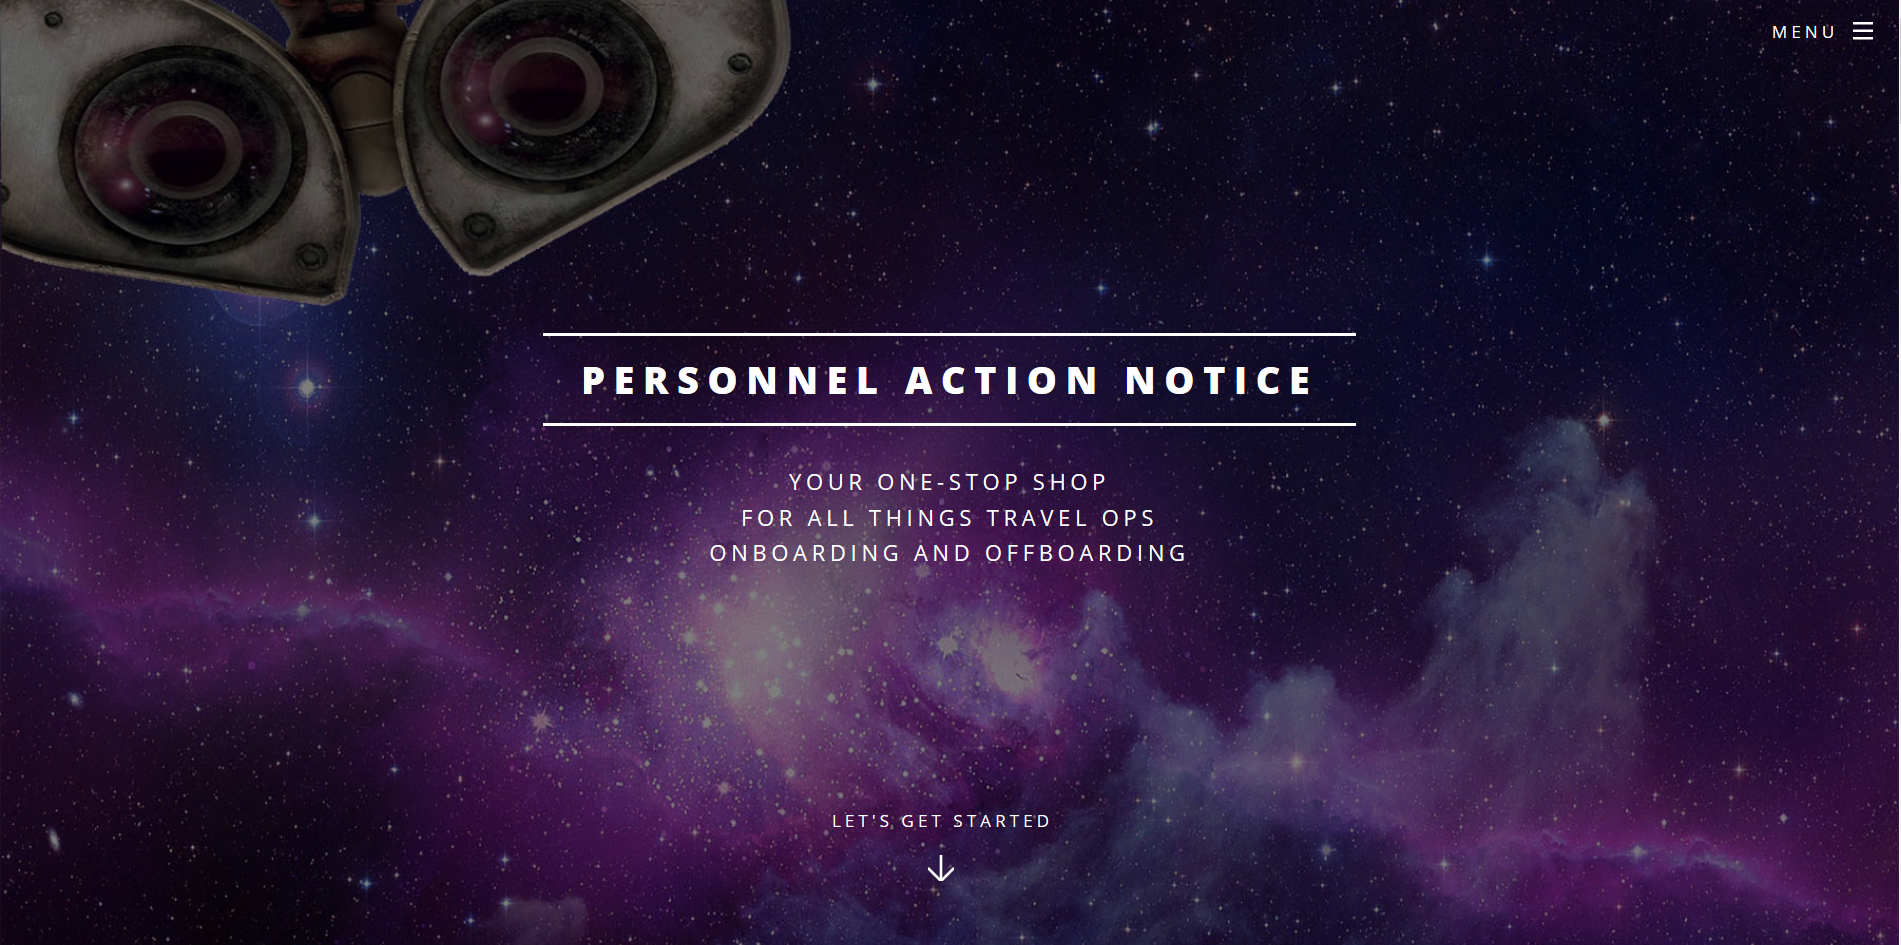 MENU
PERSONNEL ACTION NOTICE
YOUR ONE-STOP SHOP
FOR ALL THINGS TRAVEL OPS
ONBOARDING AND OFFBOARDING
LET'S GET STARTED